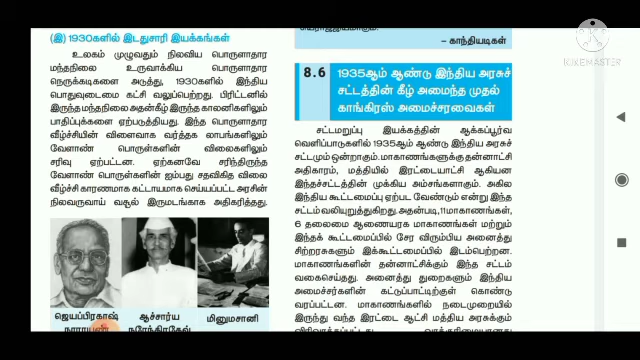 (இ) 1930களில் இடதுசாரி இயக்கங்கள்
உலகம் முழுவதும் நிலவிய பொருளாதார
மந்தநிலை உருவாக்கிய பொருளாதார
நெருக்கடிகளை அடுத்து, 1930களில் இந்திய
பொதுவுடைமை கட்சி வலுப்பெற்றது. பிரிட்டனில்
இருந்த மந்தநிலை அதன்கீழ் இருந்த காலனிகளிலும்
பாதிப்புக்களை ஏற்படுத்தியது. இந்த பொருளாதார
வீழ்ச்சியின் விளைவாக வர்த்தக லாபங்களிலும்
வேளாண் பொருள்களின் விலைகளிலும்
சரிவு ஏற்பட்டன. ஏற்கனவே சரிந்திருந்த
வேளாண் பொருள்களின் ஐம்பது சதவிகித விலை
வீழ்ச்சி காரணமாக கட்டாயமாக செய்யப்பட்ட அரசின்
நிலவருவாய் வசூல் இருமடங்காக அதிகரித்தது.
ஜெயப்பிரகாஷ்
நாராயண்
ஆச்சார்ய
நரேந்திரதேவ்
மினுமசானி
– காந்தியடிகள்
8.6 1935ஆம் ஆண்டு இந்திய அரசுச்
சட்டத்தின் கீழ் அமைந்த முதல்
காங்கிரஸ் அமைச்சரவைகள்
சட்டமறுப்பு இயக்கத்தின் ஆக்கப்பூர்வ
வெளிப்பாடுகளில் 1935ஆம் ஆண்டு இந்திய அரசுச்
சட்டமும் ஒன்றாகும். மாகாணங்களுக்கு தன்னாட்சி
அதிகாரம், மத்தியில் இரட்டையாட்சி ஆகியன
இந்தச்சட்டத்தின் முக்கிய அம்சங்களாகும். அகில
இந்திய கூட்டமைப்பு ஏற்பட வேண்டும் என்று இந்த
சட்டம் வலியுறுத்துகிறது. அதன்படி, 11 மாகாணங்கள்,
6 தலைமை ஆணையரக மாகாணங்கள் மற்றும்
இந்தக் கூட்டமைப்பில் சேர விரும்பிய அனைத்து
சிற்றரசுகளும் இக்கூட்டமைப்பில் இடம்பெற்றன.
மாகாணங்களின் தன்னாட்சிக்கும் இந்த சட்டம்
வகைசெய்தது. அனைத்து துறைகளும் இந்திய
அமைச்சர்களின் கட்டுப்பாட்டிற்குள் கொண்டு
வரப்பட்டன. மாகாணங்களில் நடைமுறையில்
இருந்து வந்த இரட்டை ஆட்சி மத்திய அரசுக்கும்
KINEMASTER